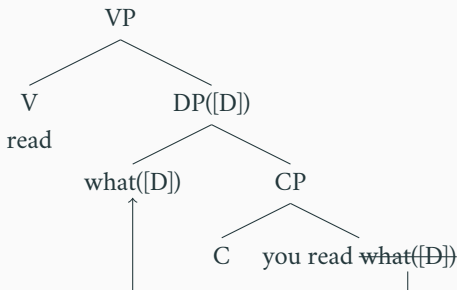 VP
V DP([D])
read
what([D]) CP
C you read what([D])